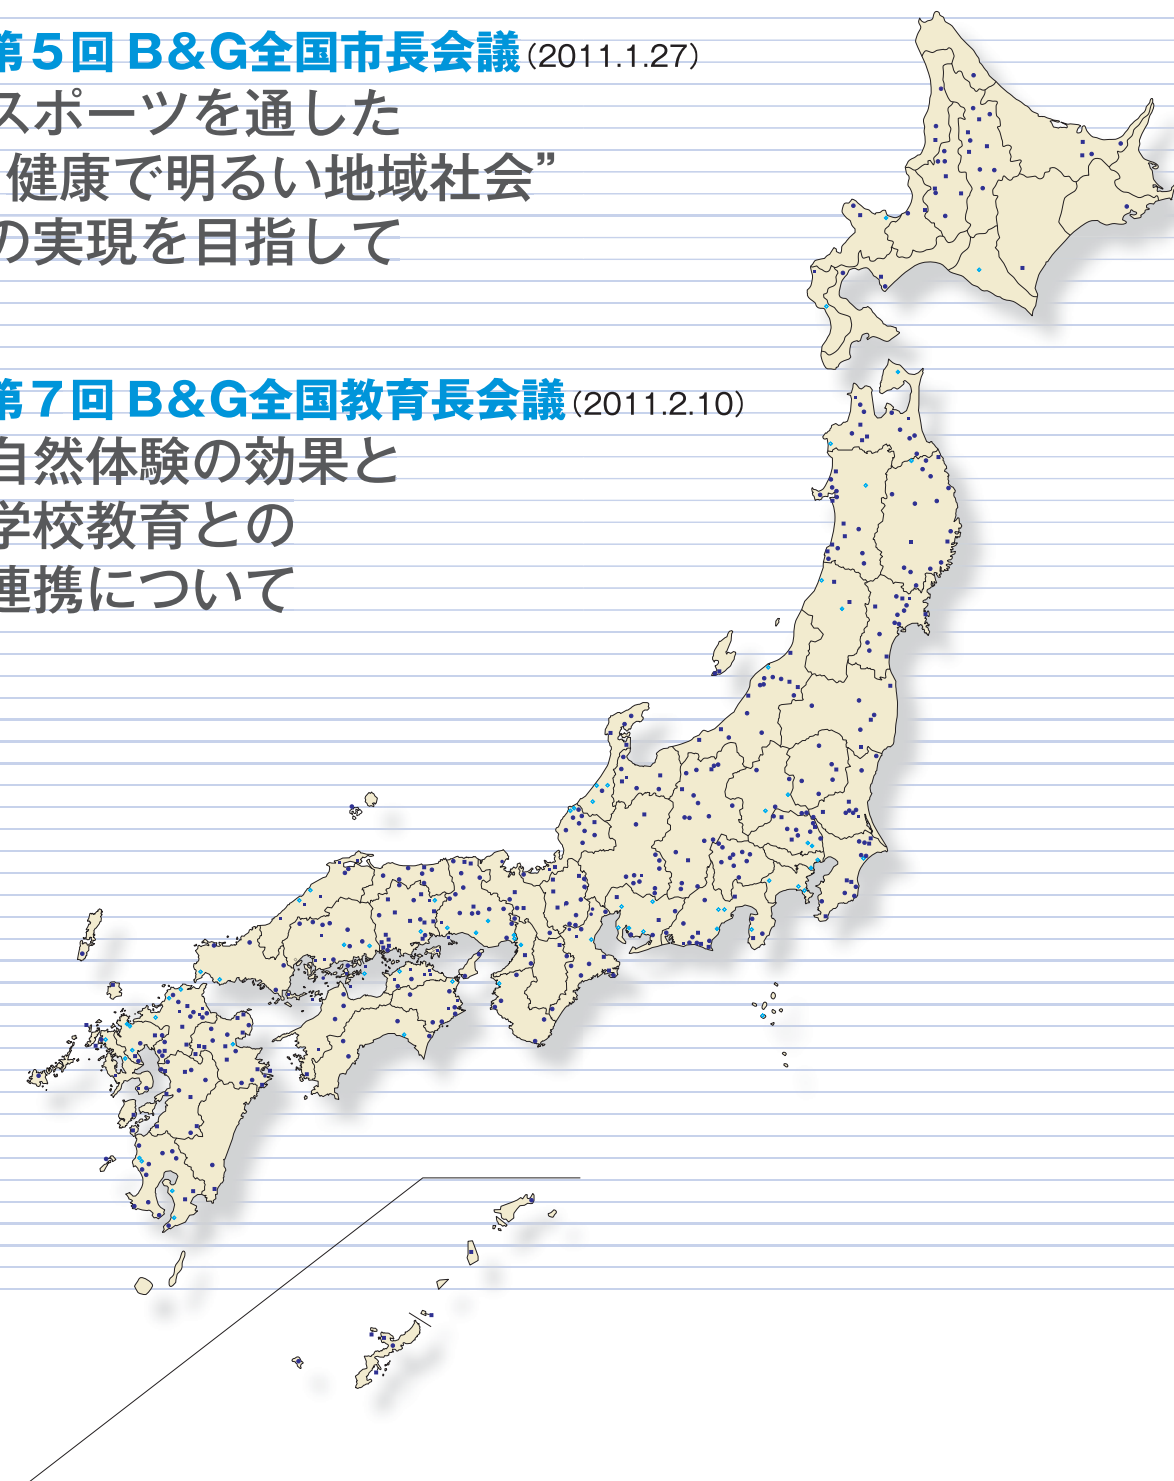 第5回 B&G全国市長会議(2011.1.27)
スポーツを通した
健康で明るい地域社会”
の実現を目指して
第7回 B&G全国教育長会議(2011.2.10)
自然体験の効果と
学校教育との
連携について